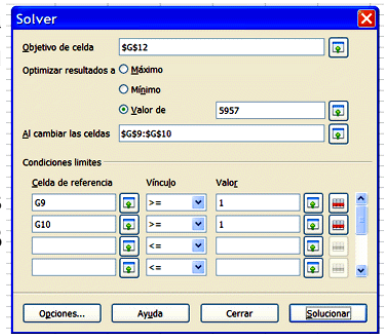 Solver
Objetivo de celda $G$12
Optimizar resultados a Máximo
Mínimo
Valor de 5957
Al cambiar las celdas $G$9:$G$10
Condiciones límites
Celda de referencia Vínculo Valor
G9 >= 1
G10 >= 1
<=
<=
Opciones... Ayuda Cerrar Solucionar